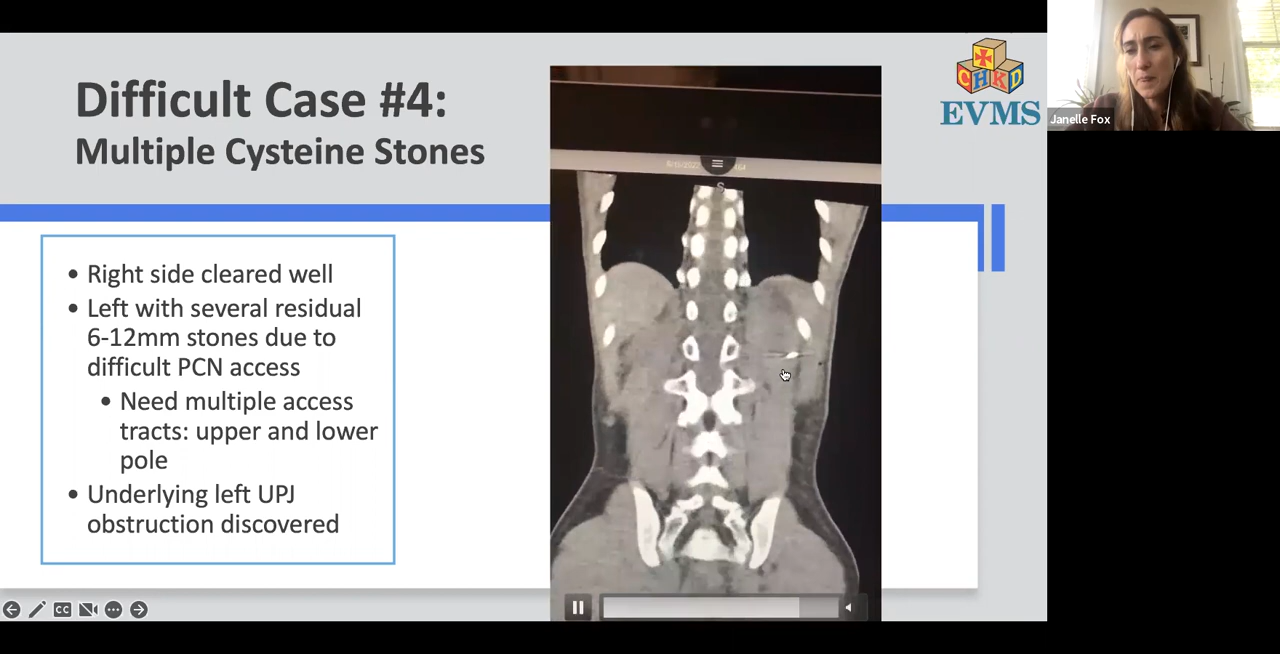 Difficult Case #4:
Multiple Cysteine Stones
CHKD
EVMS
Janelle Fox
S
• Right side cleared well
• Left with several residual
6-12mm stones due to
difficult PCN access
• Need multiple access
tracts: upper and lower
pole
• Underlying left UPJ
obstruction discovered
CC